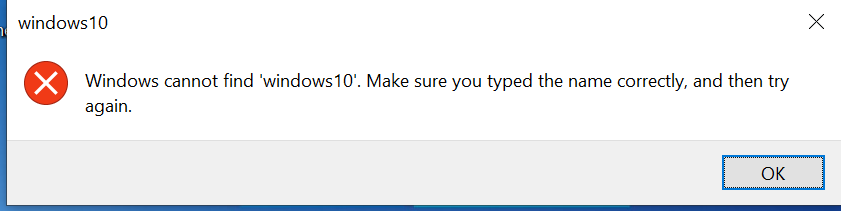 windows10
Windows cannot find 'windows10'. Make sure you typed the name correctly, and then try
again.
OK